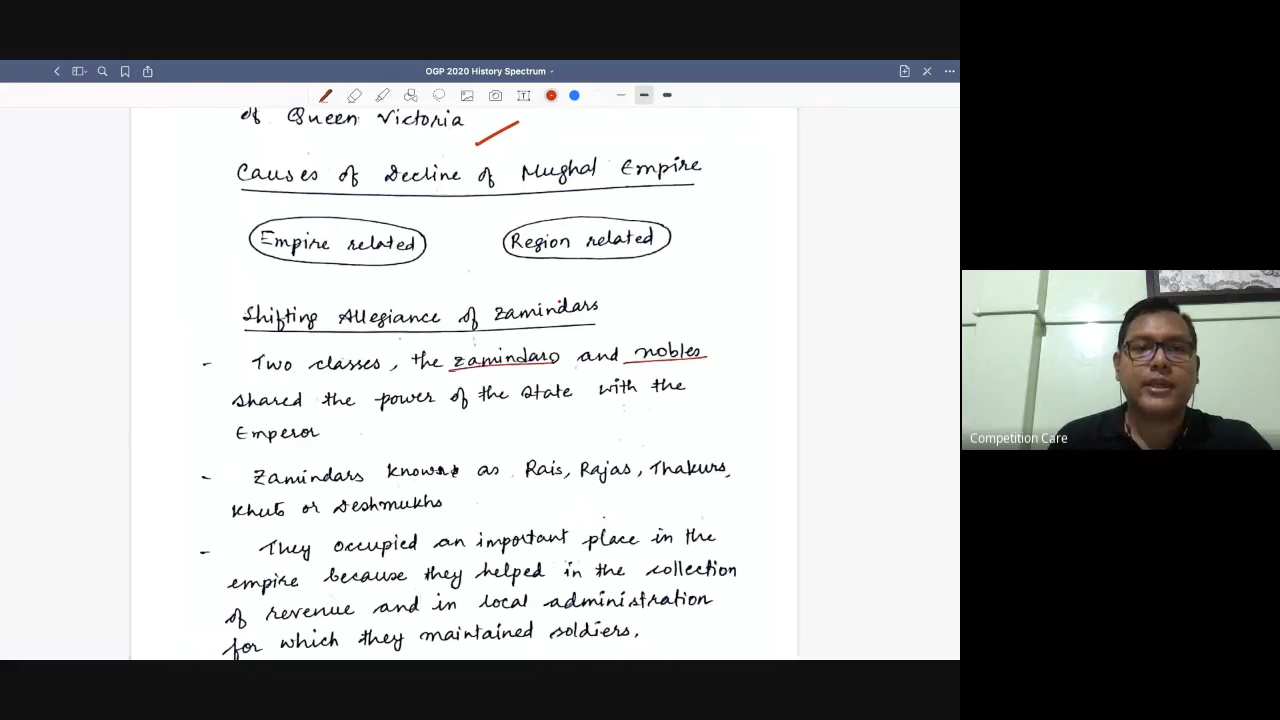 OGP 2020 History Spectrum
of Queen Victoria
Causes of Decline of Mughal Empire
Empire related
Region related
Shifting Allegiance of Zamindars
- Two classes, the zamindars and nobles
shared the power of the state with the
Emperor
- Zamindars known as Rais, Rajas, Thakurs,
Khuts or Deshmukhs
- They occupied an important place in the
empire because they helped in the collection
of revenue and in local administration
for which they maintained soldiers.
Competition Care